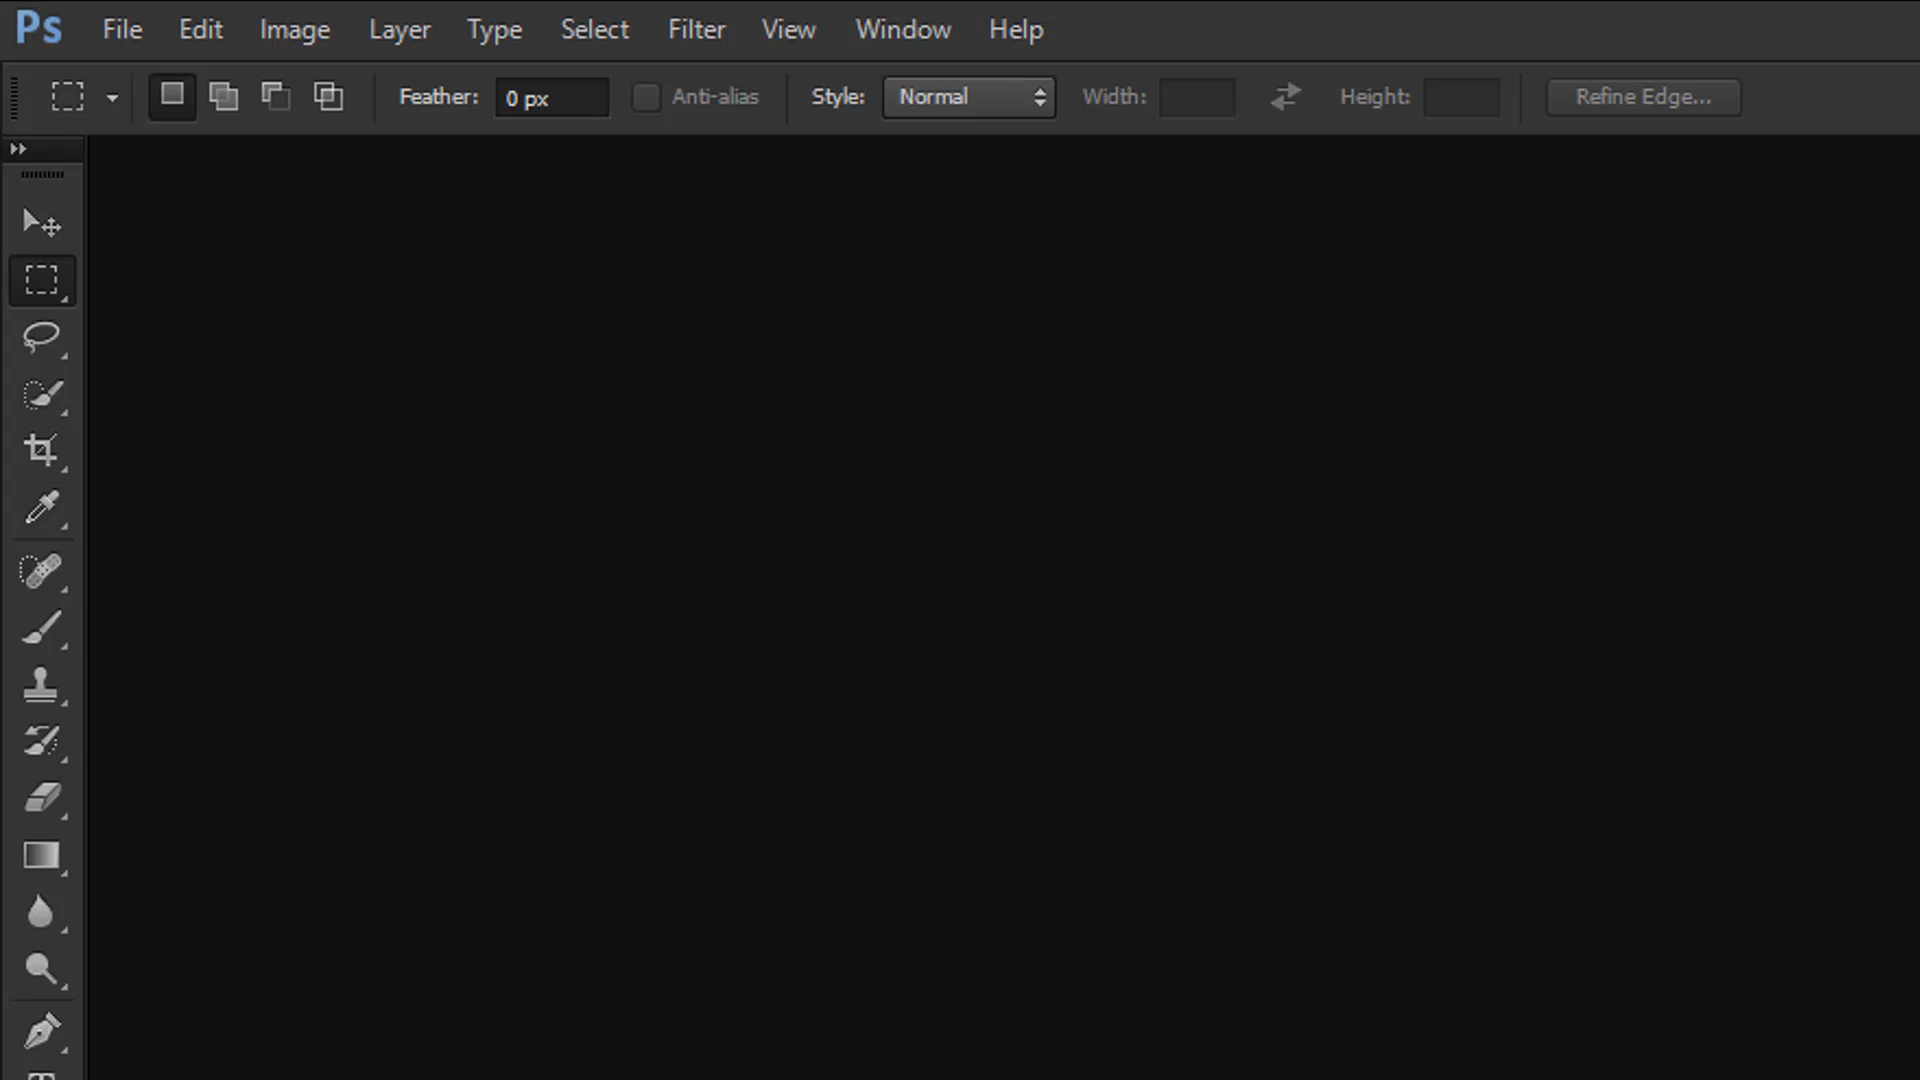 Ps File Edit Image Layer Type Select Filter View Window Help
Feather: 0 px Anti-alias Style: Normal Width: Height: Refine Edge...